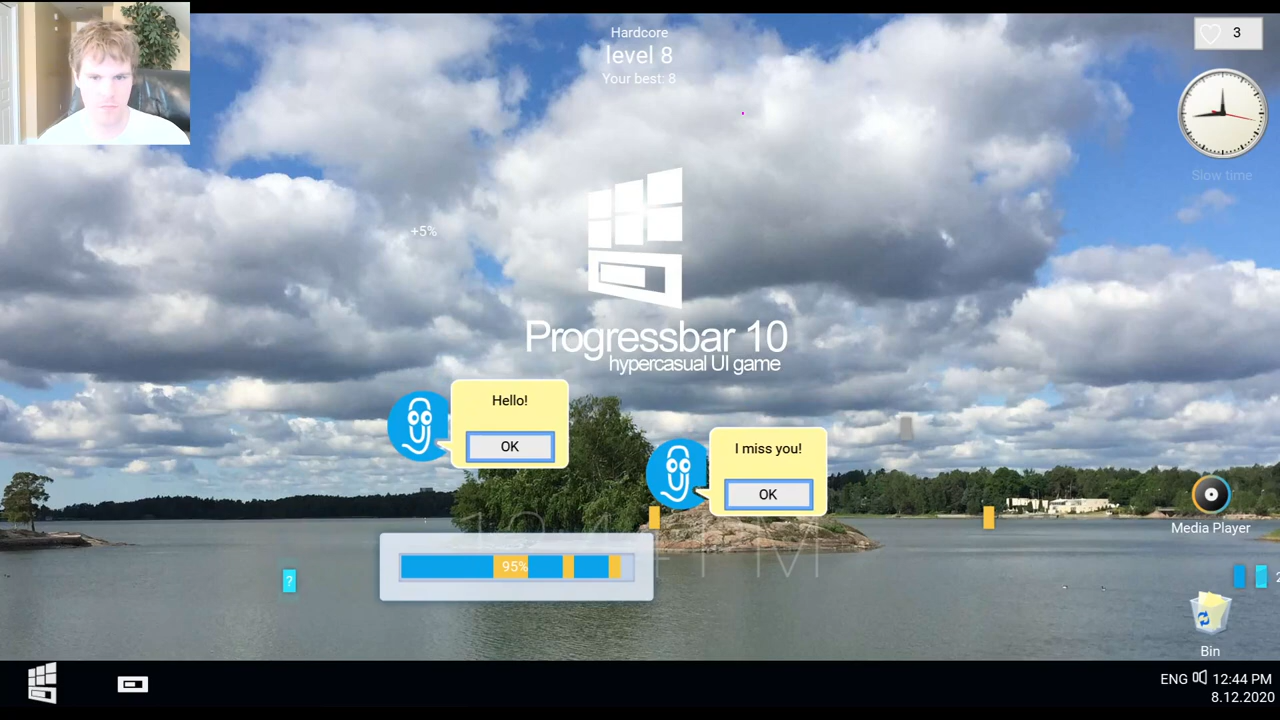 Hardcore
level 8
Your best: 8
3
Slow time
+5%
Progressbar 10
hypercasual UI game
Hello!
OK
I miss you!
OK
95%
?
Media Player
2
Bin
ENG 12:44 PM
8.12.2020